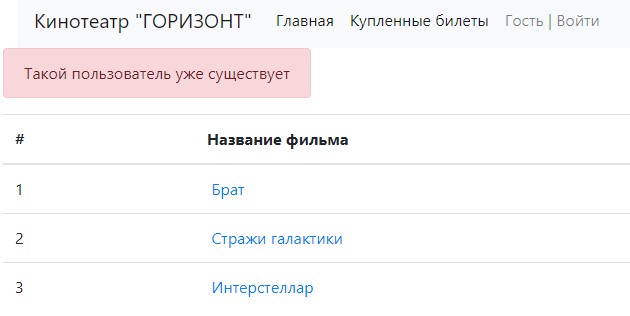 Кинотеатр "ГОРИЗОНТ" Главная Купленные билеты Гость | Войти
Такой пользователь уже существует
# Название фильма
1 Брат
2 Стражи галактики
3 Интерстеллар